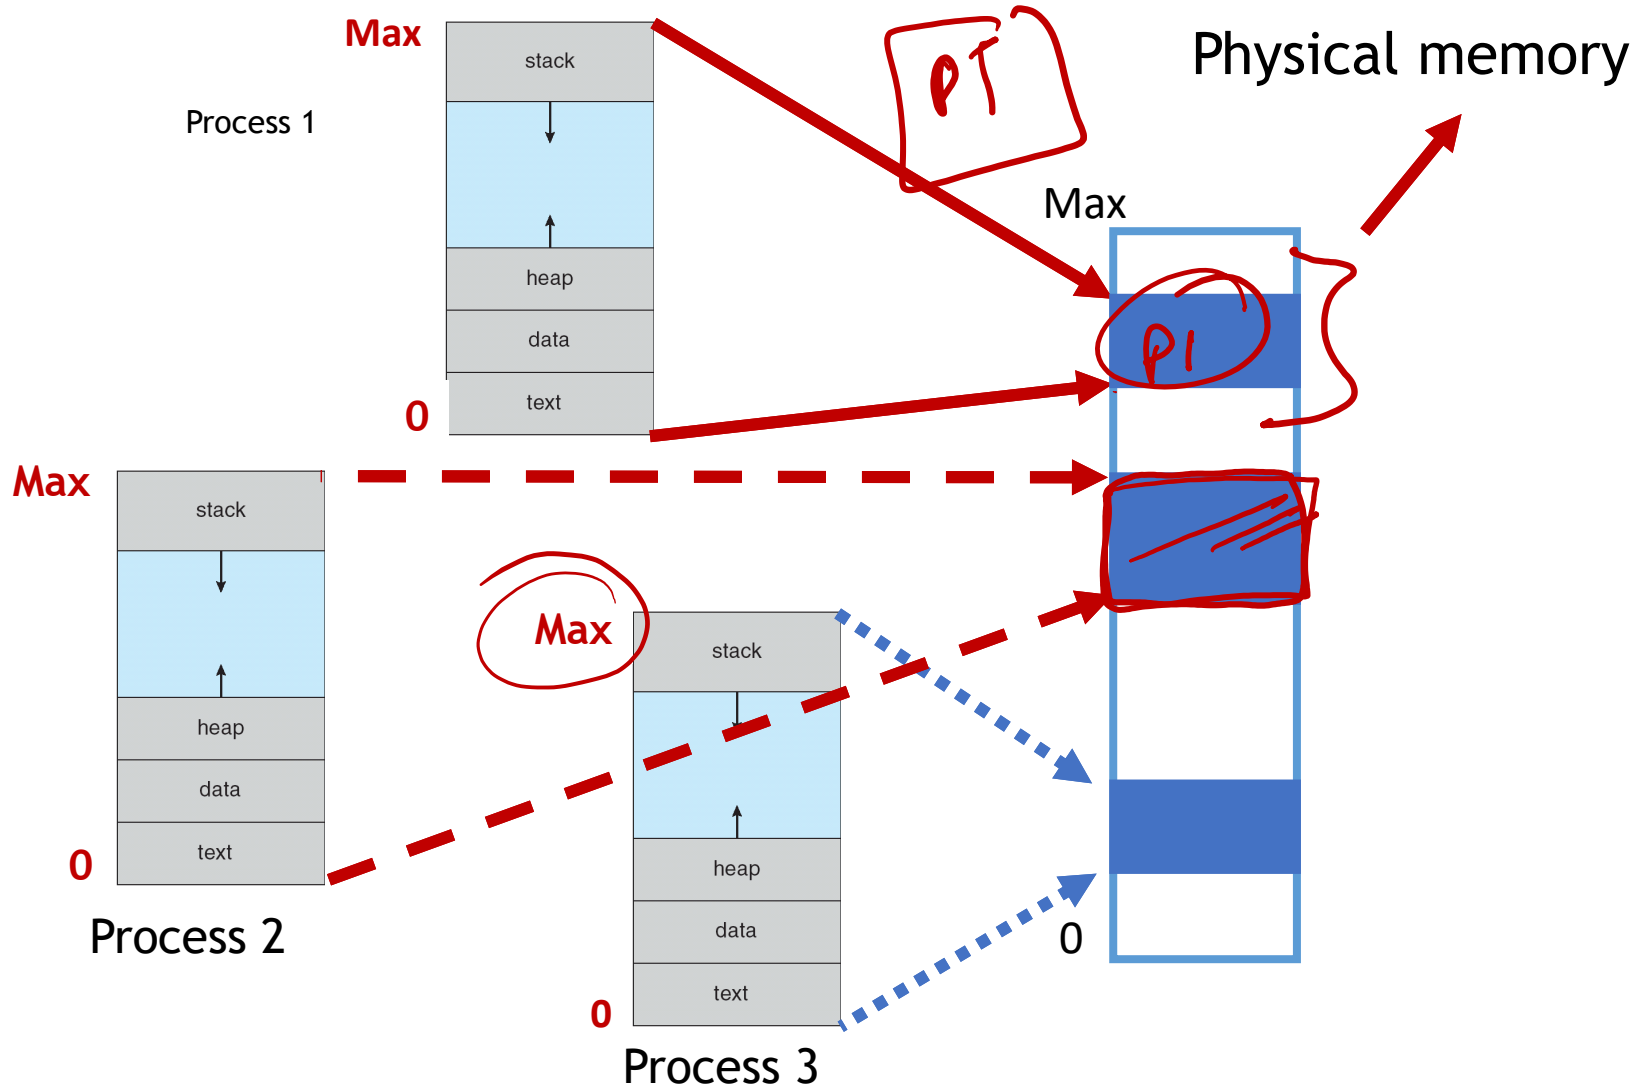 Max
stack
Process 1
heap
data
0
text
PT
Physical memory
Max
P1
0
Max
stack
heap
data
0
text
Process 2
Max
stack
heap
data
0
text
Process 3